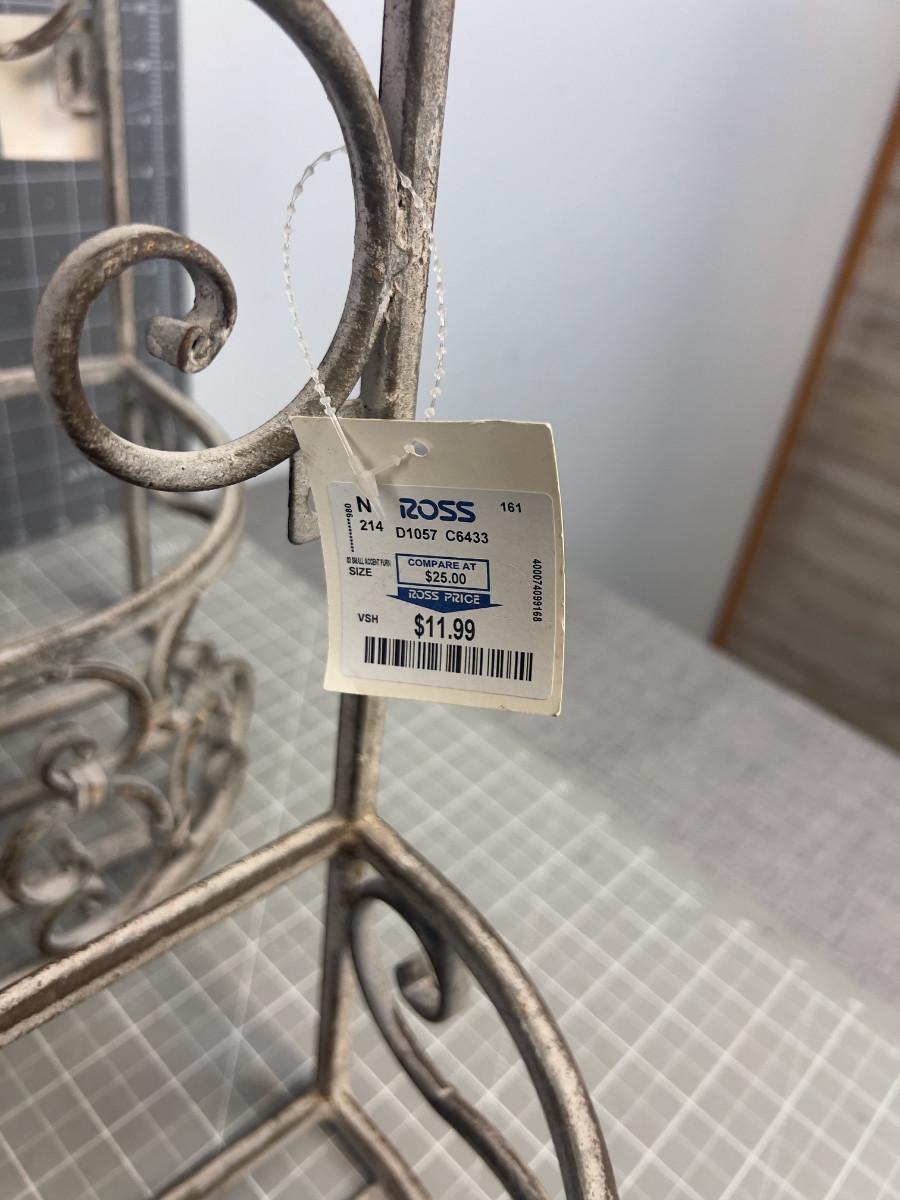 N ROSS 161
214 D1057 C6433
SIZE
COMPARE AT
$25.00
ROSS PRICE
VSH $11.99
400074099168